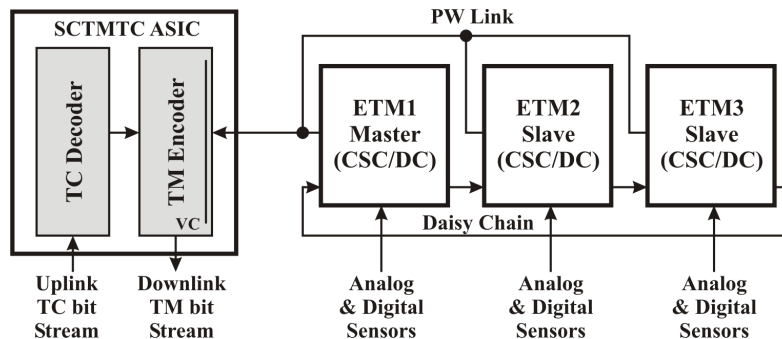 SCTMTC ASIC
PW Link
TC Decoder
TM Encoder
VC
ETM1
Master
(CSC/DC)
ETM2
Slave
(CSC/DC)
ETM3
Slave
(CSC/DC)
Daisy Chain
Uplink
TC bit
Stream
Downlink
TM bit
Stream
Analog
& Digital
Sensors
Analog
& Digital
Sensors
Analog
& Digital
Sensors